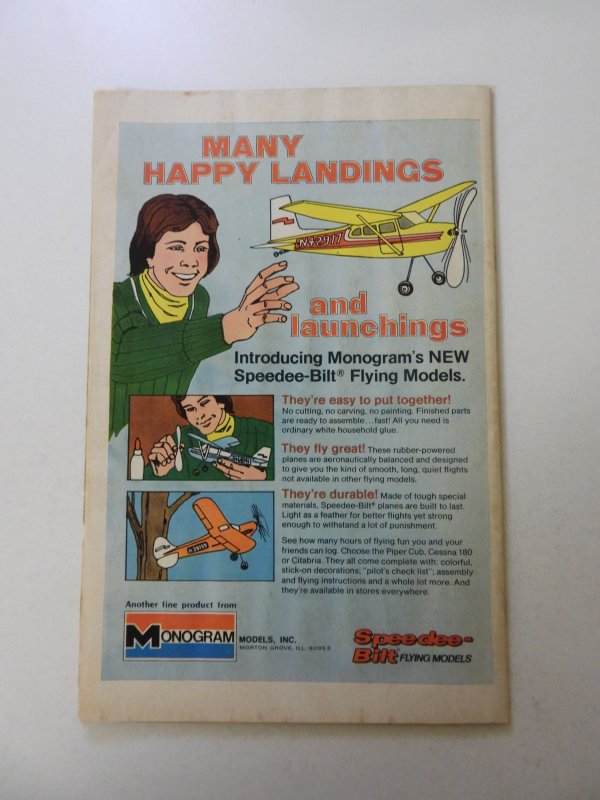 MANY
HAPPY LANDINGS
N42917
and
launchings
Introducing Monogram's NEW
Speedee-Bilt® Flying Models.
They're easy to put together!
No cutting, no carving, no painting. Finished parts
are ready to assemble...fast! All you need is
ordinary white household glue.
They fly great! These rubber-powered
planes are aeronautically balanced and designed
to give you the kind of smooth, long, quiet flights
not available in other flying models.
They're durable! Made of tough special
materials, Speedee-Bilt® planes are built to last.
Light as a feather for better flights yet strong
enough to withstand a lot of punishment.
See how many hours of flying fun you and your
friends can log. Choose the Piper Cub, Cessna 180
or Citabria. They all come complete with: colorful,
stick-on decorations; "pilot's check list"; assembly
and flying instructions and a whole lot more. And
they're available in stores everywhere.
Another fine product from
MONOGRAM MODELS, INC.
MORTON GROVE, ILL. 60053
Speedee-
Bilt® FLYING MODELS